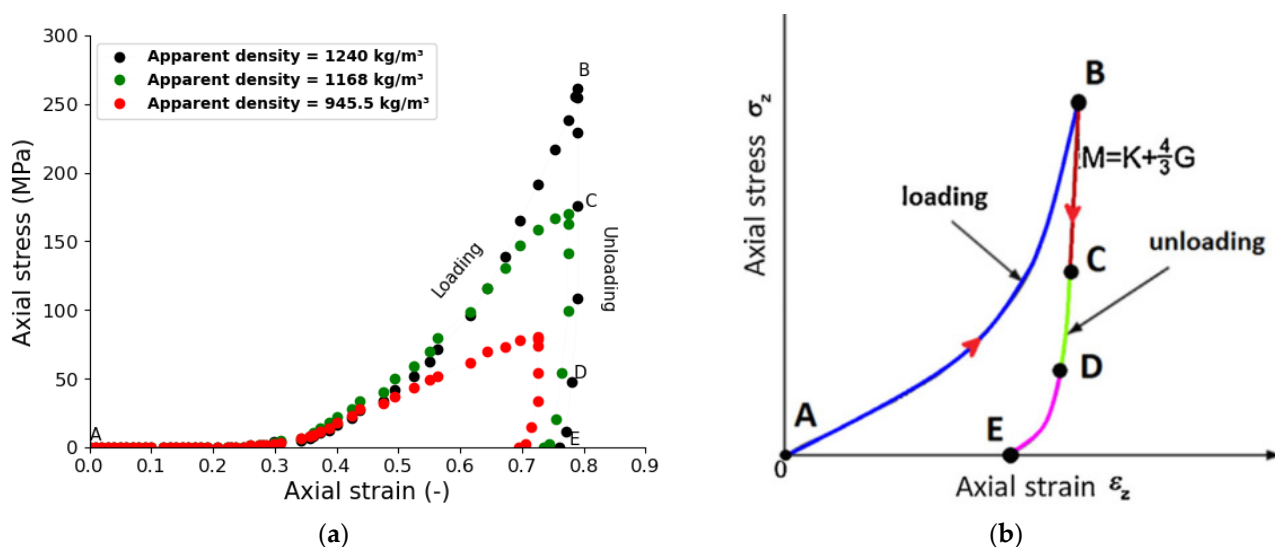 300
250
200
150
100
50
0
Axial stress (MPa)
Apparent density = 1240 kg/m³
Apparent density = 1168 kg/m³
Apparent density = 945.5 kg/m³
A
B
C
D
E
Loading
Unloading
0.0 0.1 0.2 0.3 0.4 0.5 0.6 0.7 0.8 0.9
Axial strain (-)
(a)
Axial stress σz
B
M=K+4/3G
loading
C
unloading
D
A
E
0
Axial strain εz
(b)